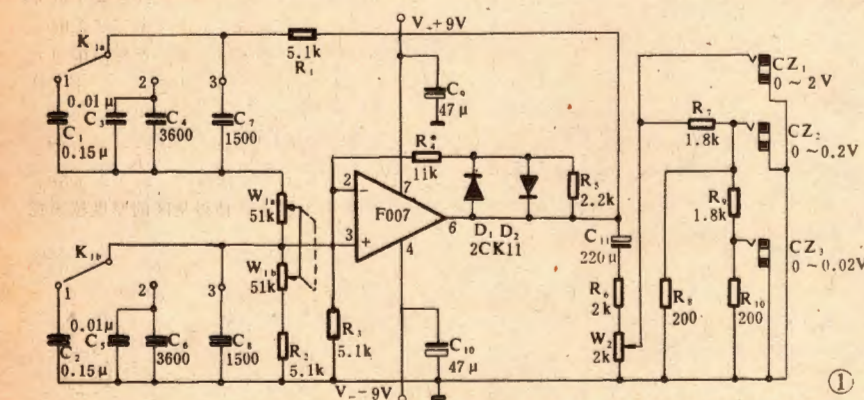 V₋+9V
K₁ₐ
5.1k
R₁
1
2
3
0.01μ
C₁
C₃
C₄
C₇
0.15μ
3600
1500
C₉
47μ
CZ₁
0～2V
R₇
1.8k
CZ₂
0～0.2V
R₄*
11k
2
7
F007
3
6
4
W₁ₐ
51k
R₅
2.2k
D₁ D₂
2CK11
R₉
1.8k
CZ₃
0～0.02V
K₁b
W₁b
51k
C₁₁
220μ
1
2
3
0.01μ
C₂
C₅
C₆
C₈
0.15μ
3600
1500
R₂
5.1k
R₃
5.1k
C₁₀
47μ
R₆
2k
W₂
2k
R₈
200
R₁₀
200
V₋−9V
①